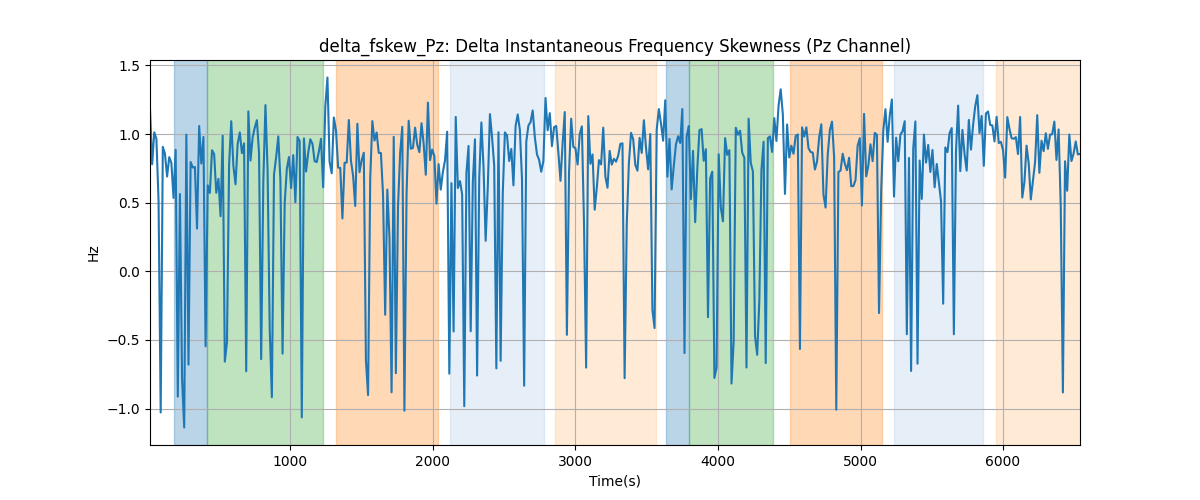 delta_fskew_Pz: Delta Instantaneous Frequency Skewness (Pz Channel)
1.5
1.0
0.5
0.0
−0.5
−1.0
Hz
1000 2000 3000 4000 5000 6000
Time(s)